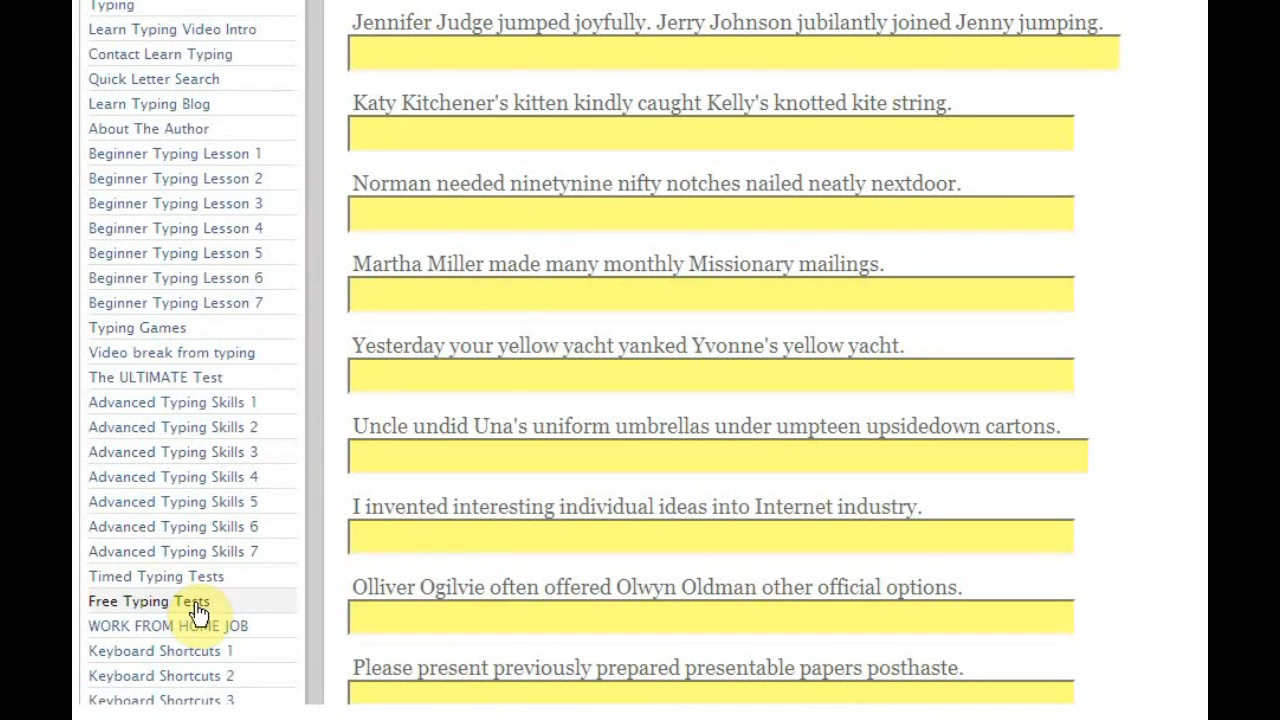 Typing
Learn Typing Video Intro
Contact Learn Typing
Quick Letter Search
Learn Typing Blog
About The Author
Beginner Typing Lesson 1
Beginner Typing Lesson 2
Beginner Typing Lesson 3
Beginner Typing Lesson 4
Beginner Typing Lesson 5
Beginner Typing Lesson 6
Beginner Typing Lesson 7
Typing Games
Video break from typing
The ULTIMATE Test
Advanced Typing Skills 1
Advanced Typing Skills 2
Advanced Typing Skills 3
Advanced Typing Skills 4
Advanced Typing Skills 5
Advanced Typing Skills 6
Advanced Typing Skills 7
Timed Typing Tests
Free Typing Tests
WORK FROM HOME JOB
Keyboard Shortcuts 1
Keyboard Shortcuts 2
Keyboard Shortcuts 3
Jennifer Judge jumped joyfully. Jerry Johnson jubilantly joined Jenny jumping.
Katy Kitchener's kitten kindly caught Kelly's knotted kite string.
Norman needed ninetynine nifty notches nailed neatly nextdoor.
Martha Miller made many monthly Missionary mailings.
Yesterday your yellow yacht yanked Yvonne's yellow yacht.
Uncle undid Una's uniform umbrellas under umpteen upsidedown cartons.
I invented interesting individual ideas into Internet industry.
Olliver Ogilvie often offered Olwyn Oldman other official options.
Please present previously prepared presentable papers posthaste.